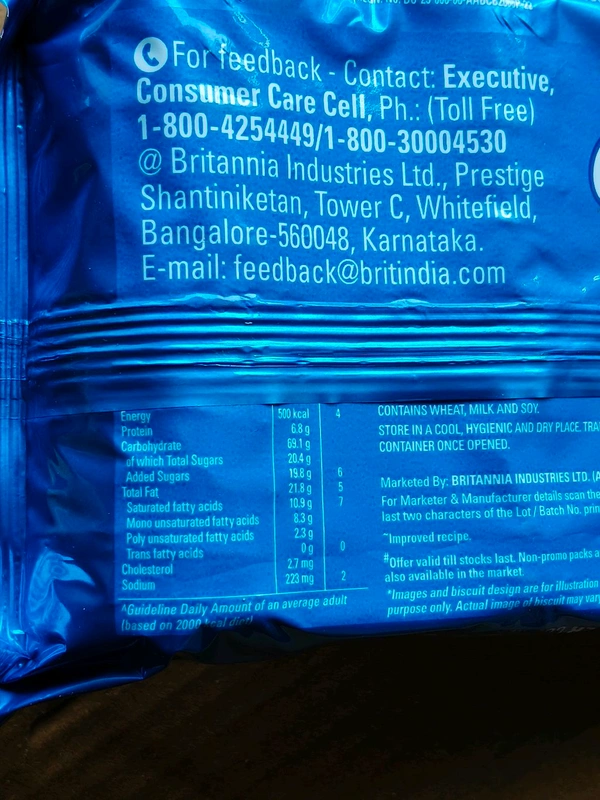 For feedback - Contact: Executive,
Consumer Care Cell, Ph.: (Toll Free)
1-800-4254449/1-800-30004530
@ Britannia Industries Ltd., Prestige
Shantiniketan, Tower C, Whitefield,
Bangalore-560048, Karnataka.
E-mail: feedback@britindia.com
Energy 500 kcal 4
Protein 6.8 g
Carbohydrate 69.1 g
of which Total Sugars 20.4 g
Added Sugars 19.8 g 6
Total Fat 21.8 g 5
Saturated fatty acids 10.9 g 7
Mono unsaturated fatty acids 8.3 g
Poly unsaturated fatty acids 2.3 g
Trans fatty acids 0 g 0
Cholesterol 2.7 mg
Sodium 223 mg 2
^Guideline Daily Amount of an average adult
(based on 2000 kcal diet)
CONTAINS WHEAT, MILK AND SOY.
STORE IN A COOL, HYGIENIC AND DRY PLACE.
CONTAINER ONCE OPENED.
Marketed By: BRITANNIA INDUSTRIES LTD.
For Marketer & Manufacturer details scan the
last two characters of the Lot / Batch No.
~Improved recipe.
#Offer valid till stocks last. Non-promo packs
also available in the market.
*Images and biscuit design are for illustration
purpose only. Actual image of biscuit may vary